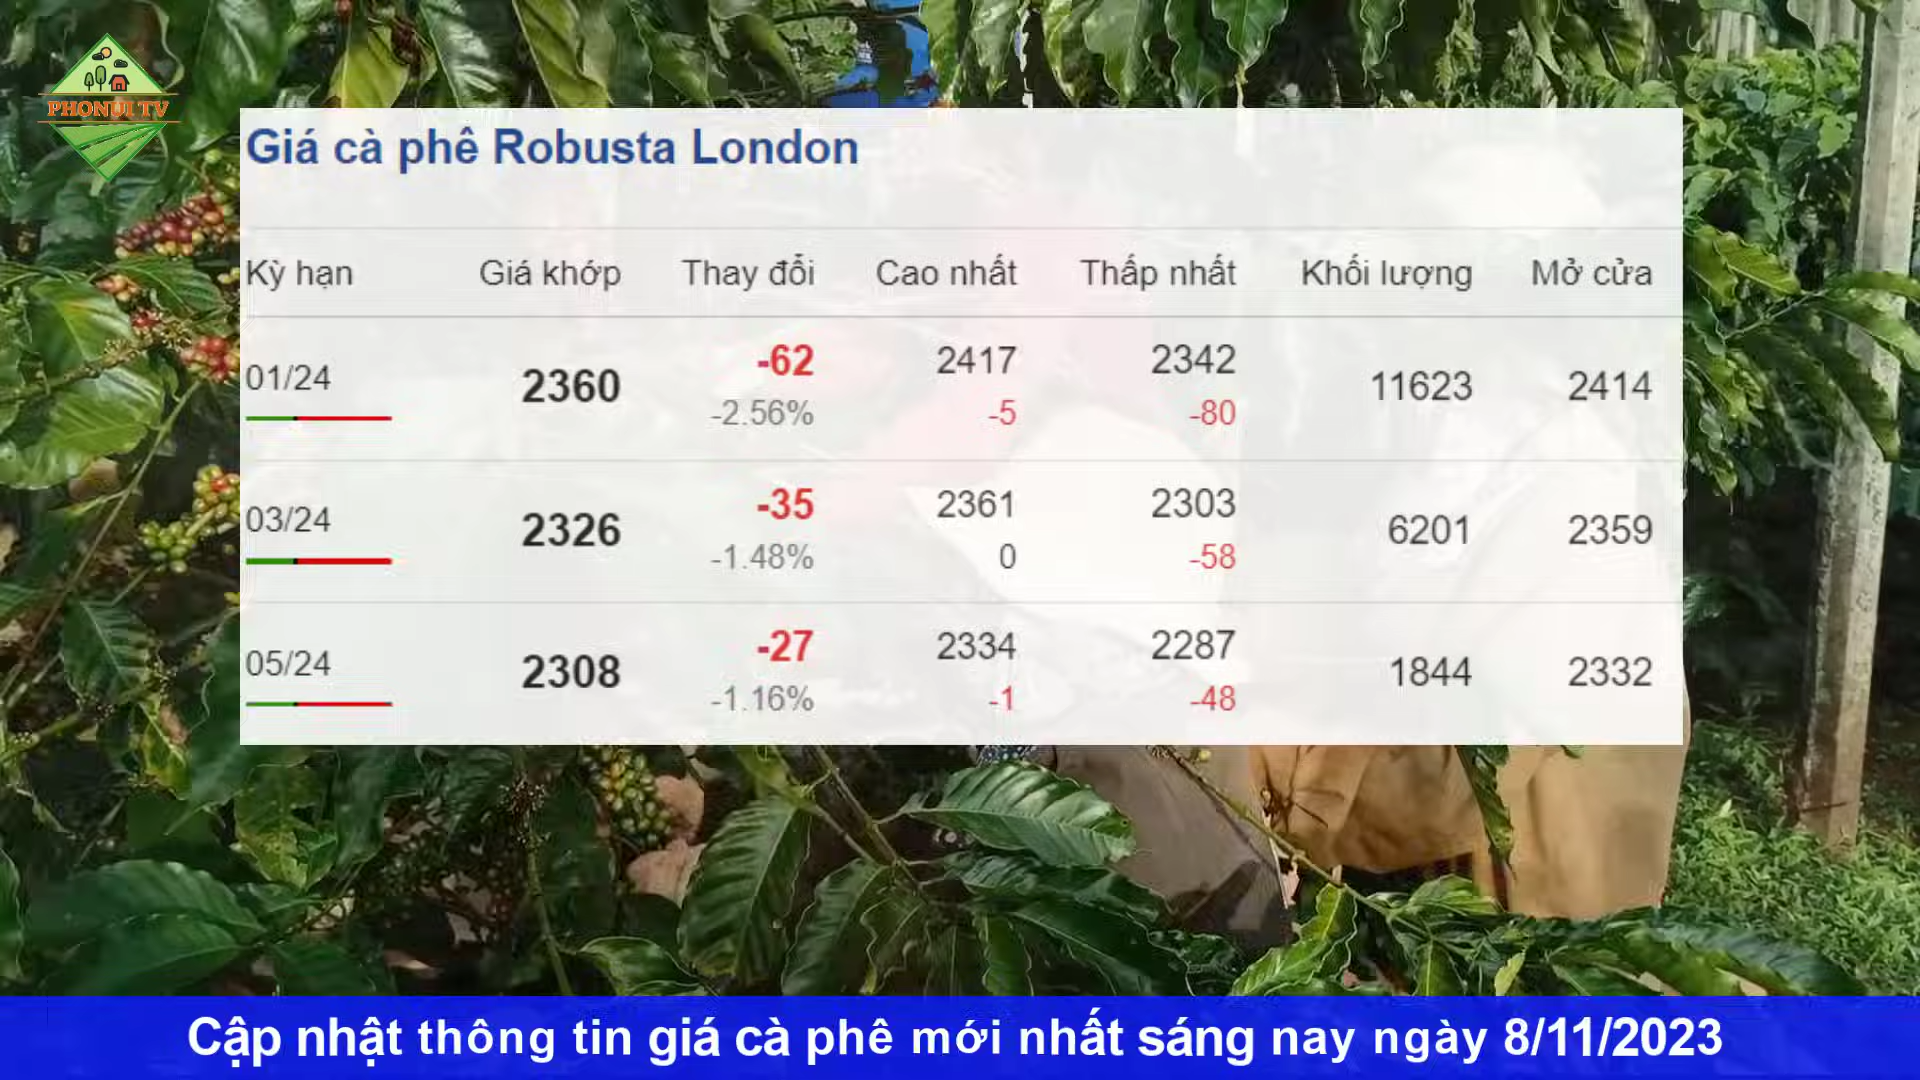 PHONUI TV
Giá cà phê Robusta London
Kỳ hạn Giá khớp Thay đổi Cao nhất Thấp nhất Khối lượng Mở cửa
01/24 2360 -62 2417 2342 11623 2414
-2.56% -5 -80
03/24 2326 -35 2361 2303 6201 2359
-1.48% 0 -58
05/24 2308 -27 2334 2287 1844 2332
-1.16% -1 -48
Cập nhật thông tin giá cà phê mới nhất sáng nay ngày 8/11/2023